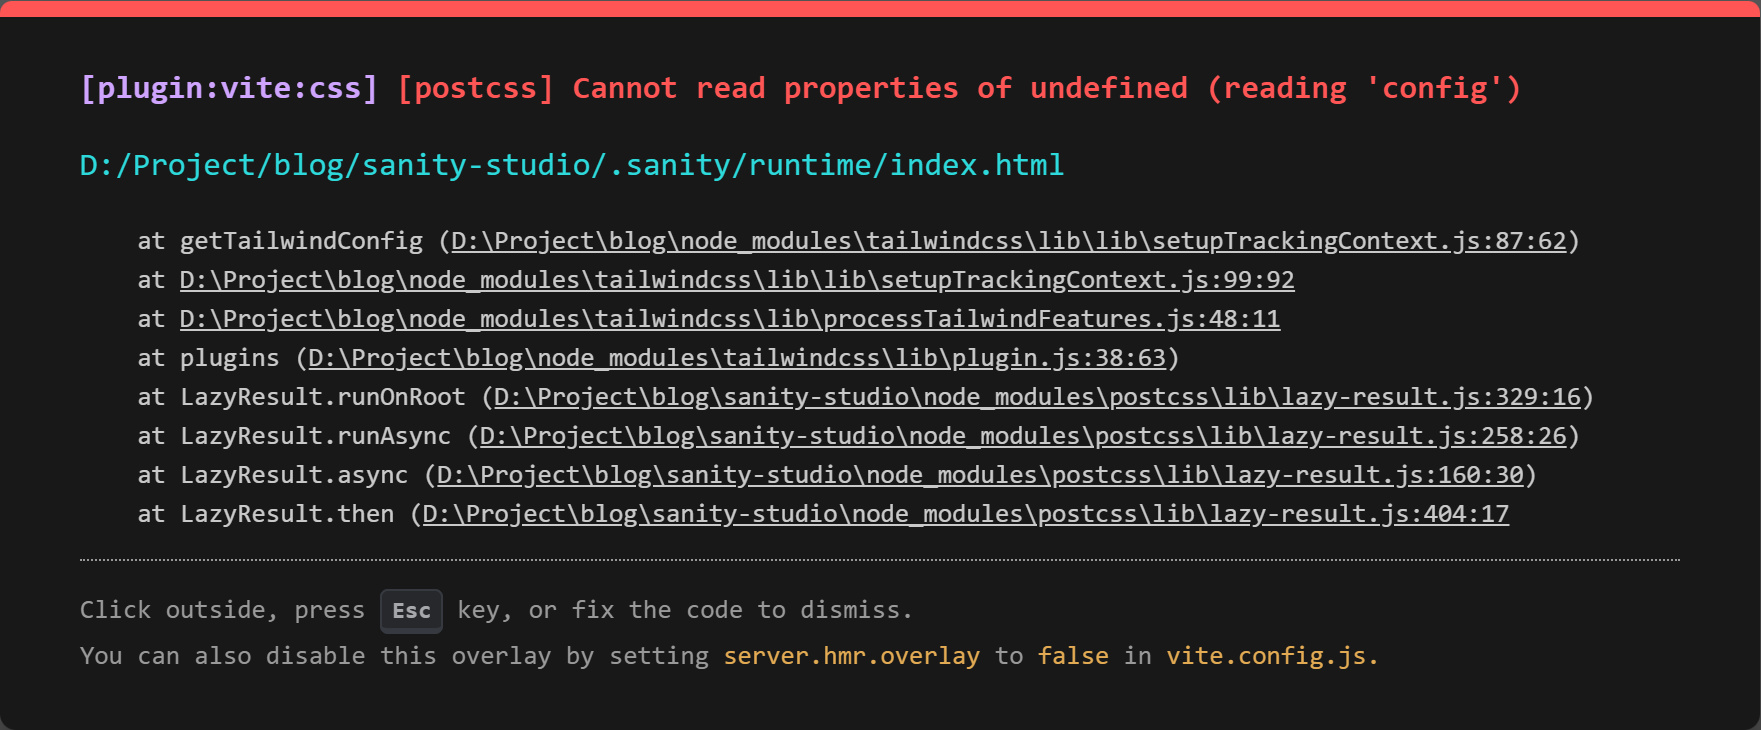 [plugin:vite:css] [postcss] Cannot read properties of undefined (reading 'config')
D:/Project/blog/sanity-studio/.sanity/runtime/index.html
at getTailwindConfig (D:\Project\blog\node_modules\tailwindcss\lib\lib\setupTrackingContext.js:87:62)
at D:\Project\blog\node_modules\tailwindcss\lib\lib\setupTrackingContext.js:99:92
at D:\Project\blog\node_modules\tailwindcss\lib\processTailwindFeatures.js:48:11
at plugins (D:\Project\blog\node_modules\tailwindcss\lib\plugin.js:38:63)
at LazyResult.runOnRoot (D:\Project\blog\sanity-studio\node_modules\postcss\lib\lazy-result.js:329:16)
at LazyResult.runAsync (D:\Project\blog\sanity-studio\node_modules\postcss\lib\lazy-result.js:258:26)
at LazyResult.async (D:\Project\blog\sanity-studio\node_modules\postcss\lib\lazy-result.js:160:30)
at LazyResult.then (D:\Project\blog\sanity-studio\node_modules\postcss\lib\lazy-result.js:404:17
Click outside, press Esc key, or fix the code to dismiss.
You can also disable this overlay by setting server.hmr.overlay to false in vite.config.js.